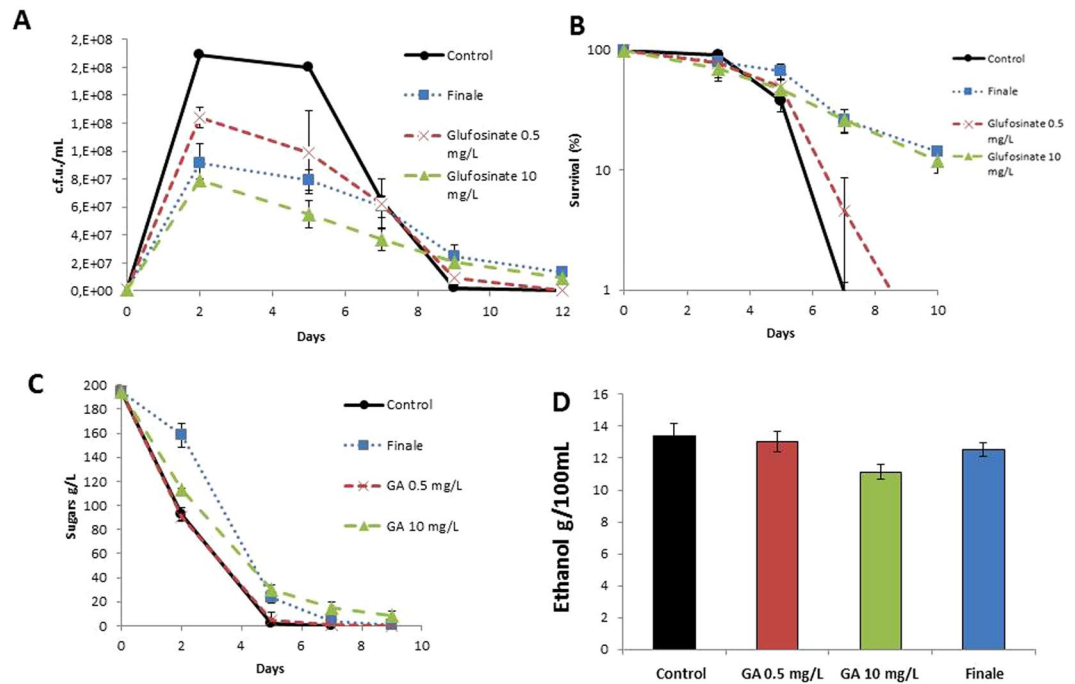 A
2,E+08
2,E+08
1,E+08
1,E+08
1,E+08
8,E+07
6,E+07
4,E+07
2,E+07
0,E+00
c.f.u./mL
0 2 4 6 8 10 12
Days
Control
Finale
Glufosinate 0.5
mg/L
Glufosinate 10
mg/L
B
100
10
1
Survival (%)
0 2 4 6 8 10
Days
Control
Finale
Glufosinate 0.5
mg/L
Glufosinate 10
mg/L
C
200
180
160
140
120
100
80
60
40
20
0
Sugars g/L
0 2 4 6 8 10
Days
Control
Finale
GA 0.5 mg/L
GA 10 mg/L
D
16
14
12
10
8
6
4
2
0
Ethanol g/100mL
Control GA 0.5 mg/L GA 10 mg/L Finale